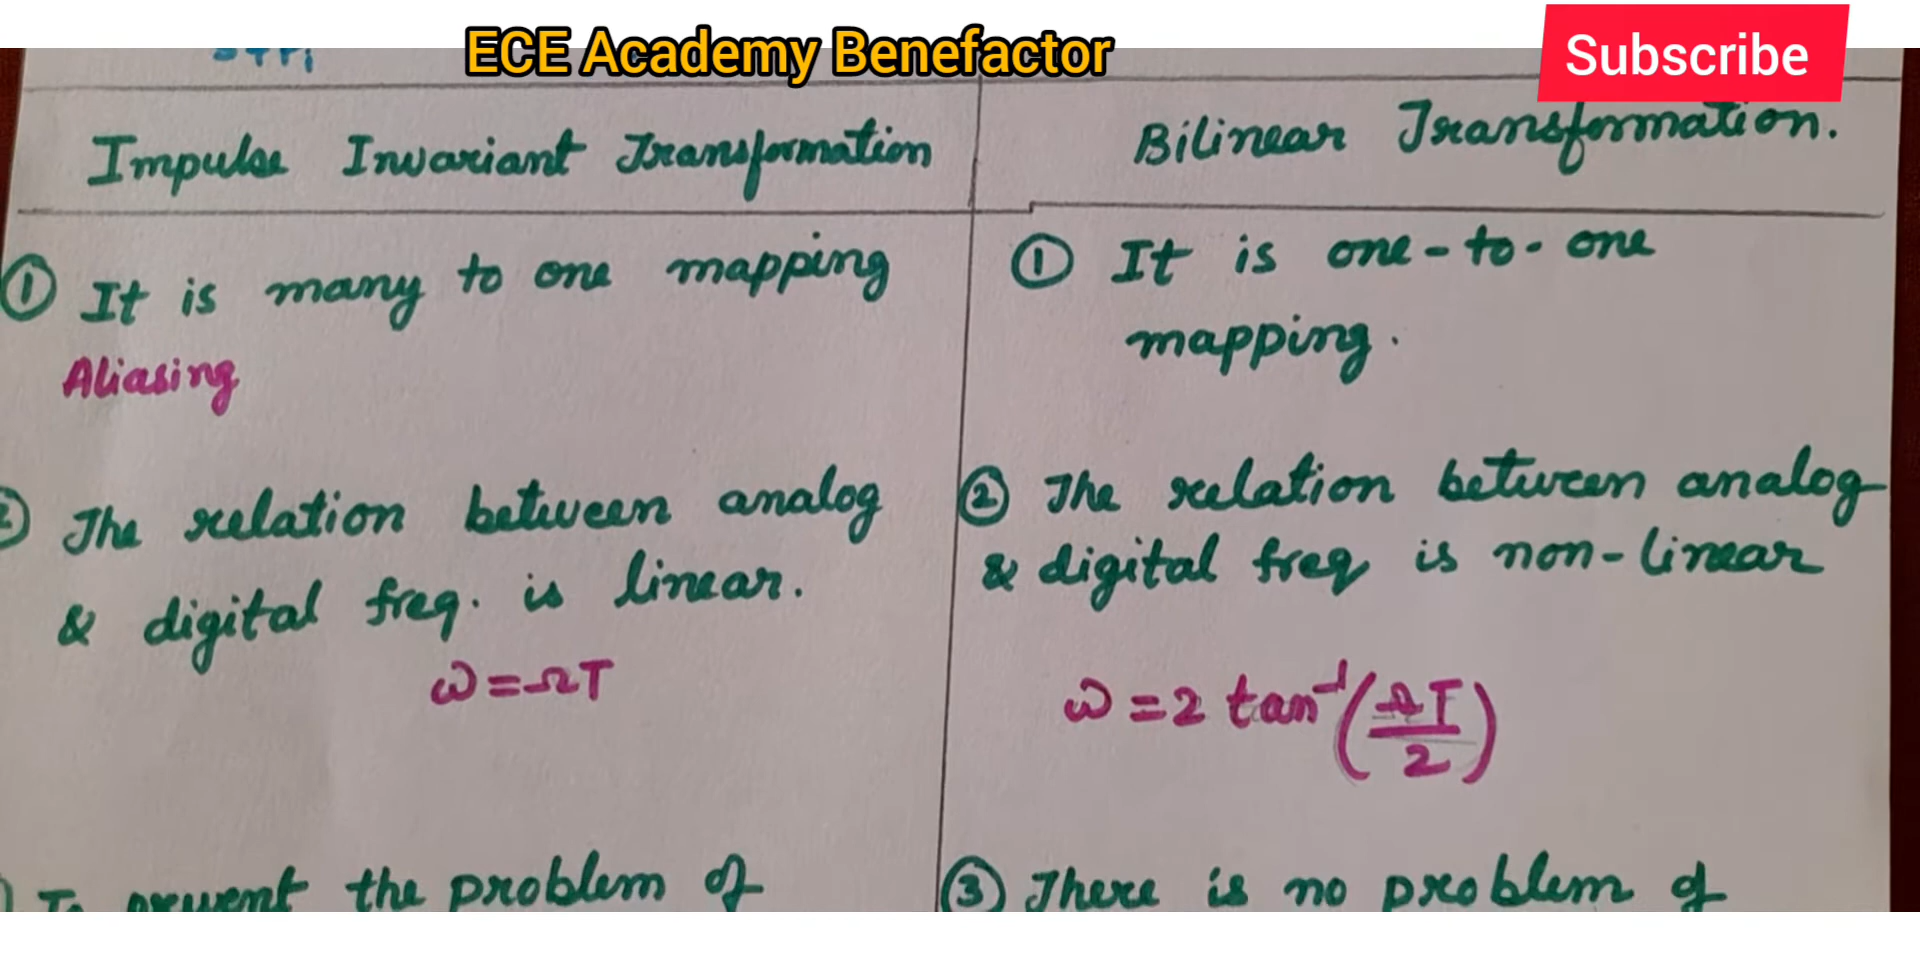 ECE Academy Benefactor
Subscribe
Impulse Invariant Transformation
Bilinear Transformation.
① It is many to one mapping
Aliasing
① It is one-to-one
mapping.
The relation between analog
& digital freq. is linear.
ω=ΩT
② The relation between analog
& digital freq is non-linear
ω=2 tan⁻¹(ΩT/2)
To prevent the problem of
③ There is no problem of